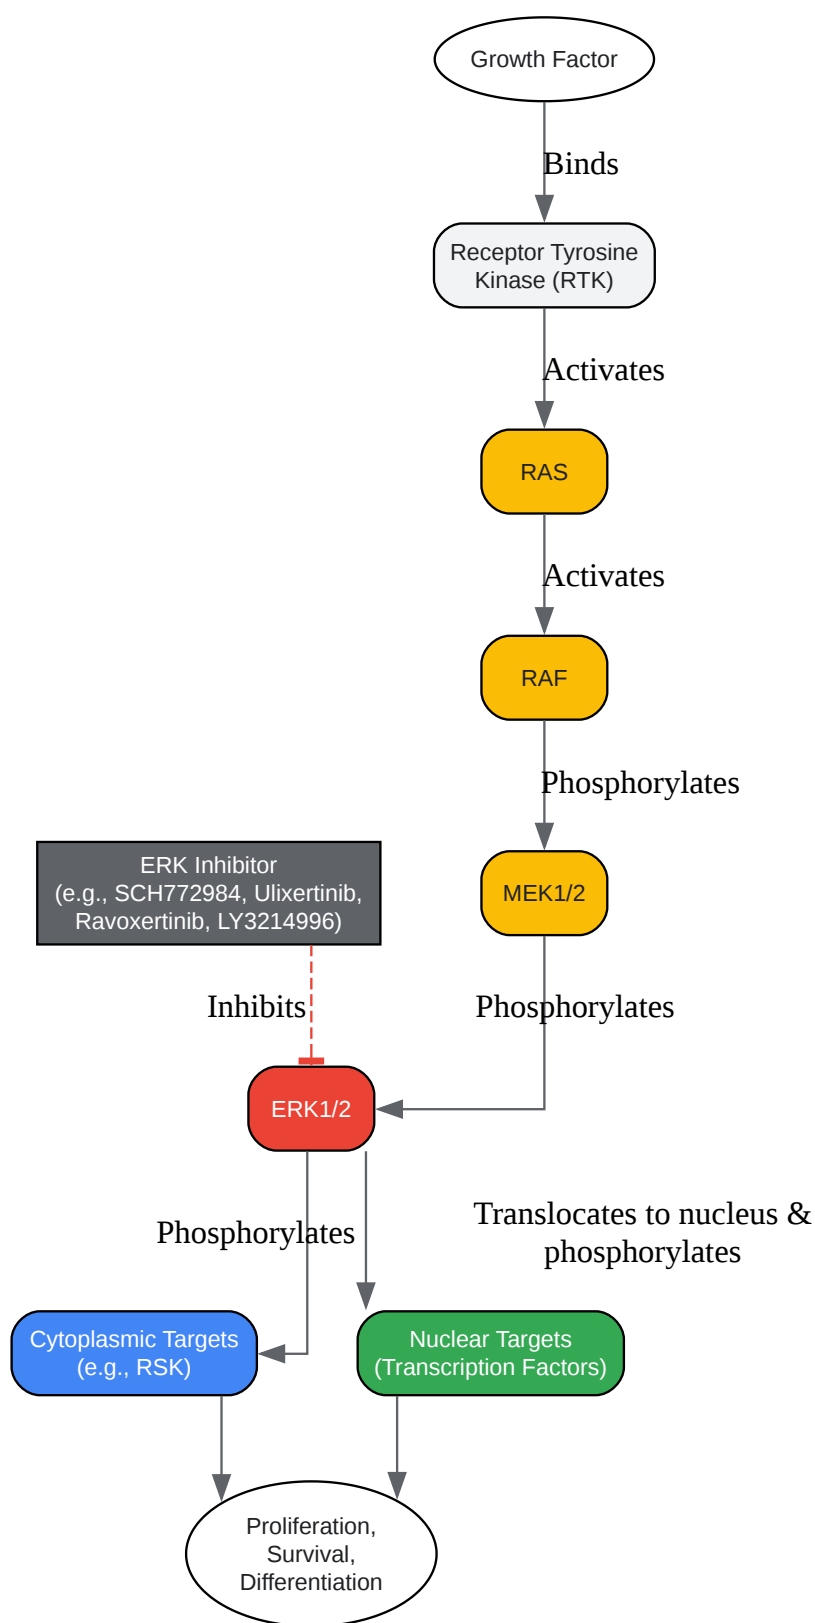 Growth Factor
Binds
Receptor Tyrosine
Kinase (RTK)
Activates
RAS
Activates
RAF
Phosphorylates
ERK Inhibitor
(e.g., SCH772984, Ulixertinib,
Ravoxertinib, LY3214996)
MEK1/2
Inhibits
Phosphorylates
ERK1/2
Phosphorylates
Translocates to nucleus &
phosphorylates
Cytoplasmic Targets
(e.g., RSK)
Nuclear Targets
(Transcription Factors)
Proliferation,
Survival,
Differentiation